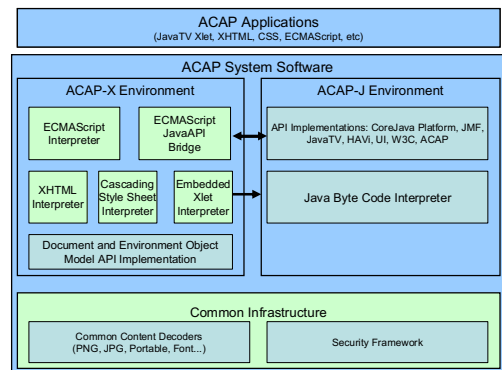 ACAP Applications
(JavaTV Xlet, XHTML, CSS, ECMAScript, etc)
ACAP System Software
ACAP-X Environment
ECMAScript
Interpreter
ECMAScript
JavaAPI
Bridge
XHTML
Interpreter
Cascading
Style Sheet
Interpreter
Embedded
Xlet
Interpreter
Document and Environment Object
Model API Implementation
ACAP-J Environment
API Implementations: CoreJava Platform, JMF,
JavaTV, HAVi, UI, W3C, ACAP
Java Byte Code Interpreter
Common Infrastructure
Common Content Decoders
(PNG, JPG, Portable, Font...)
Security Framework